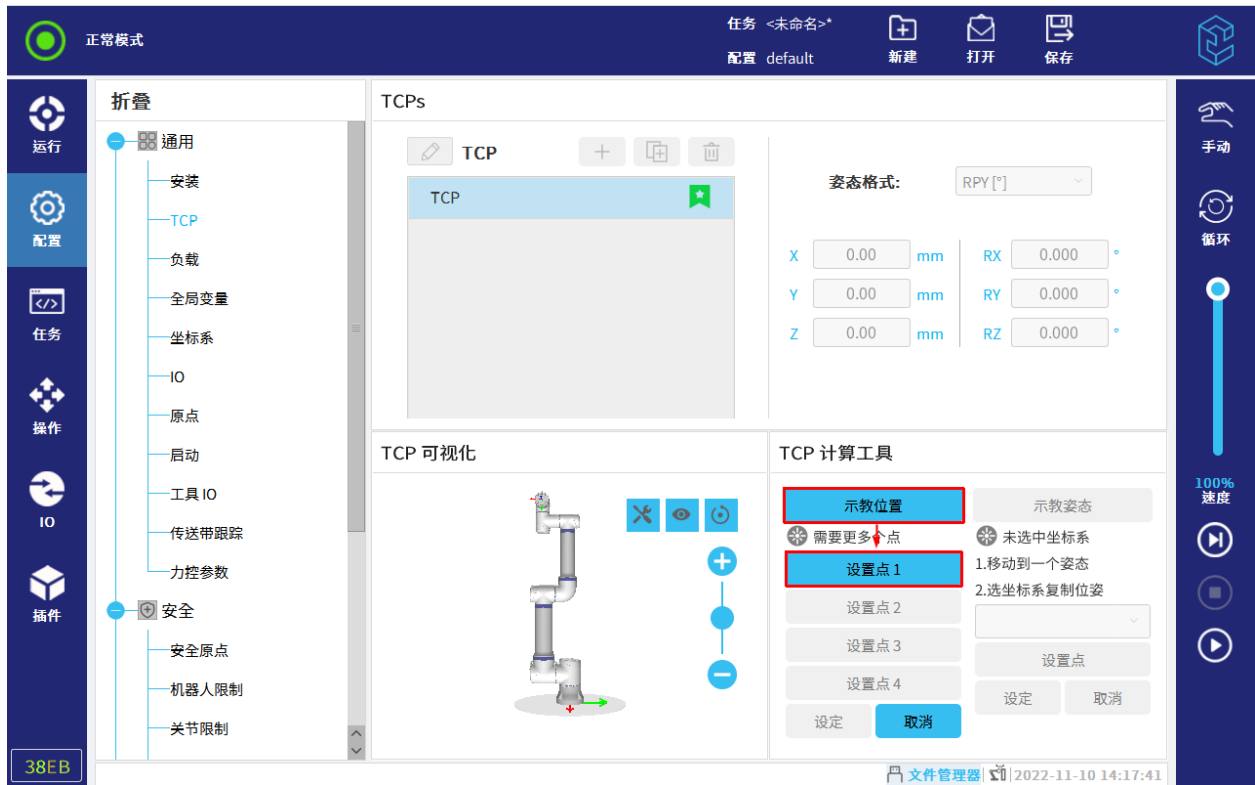 正常模式
任务 <未命名>*
配置 default
新建
打开
保存
运行
配置
任务
操作
IO
插件
38EB
折叠
通用
安装
TCP
负载
全局变量
坐标系
IO
原点
启动
工具 IO
传送带跟踪
力控参数
安全
安全原点
机器人限制
关节限制
TCPs
TCP
TCP
姿态格式:
RPY [°]
X 0.00 mm RX 0.000 °
Y 0.00 mm RY 0.000 °
Z 0.00 mm RZ 0.000 °
TCP 可视化
TCP 计算工具
示教位置
需要更多个点
设置点 1
设置点 2
设置点 3
设置点 4
设定
取消
示教姿态
未选中坐标系
1.移动到一个姿态
2.选坐标系复制位姿
设置点
设定
取消
手动
循环
100%
速度
文件管理器
2022-11-10 14:17:41